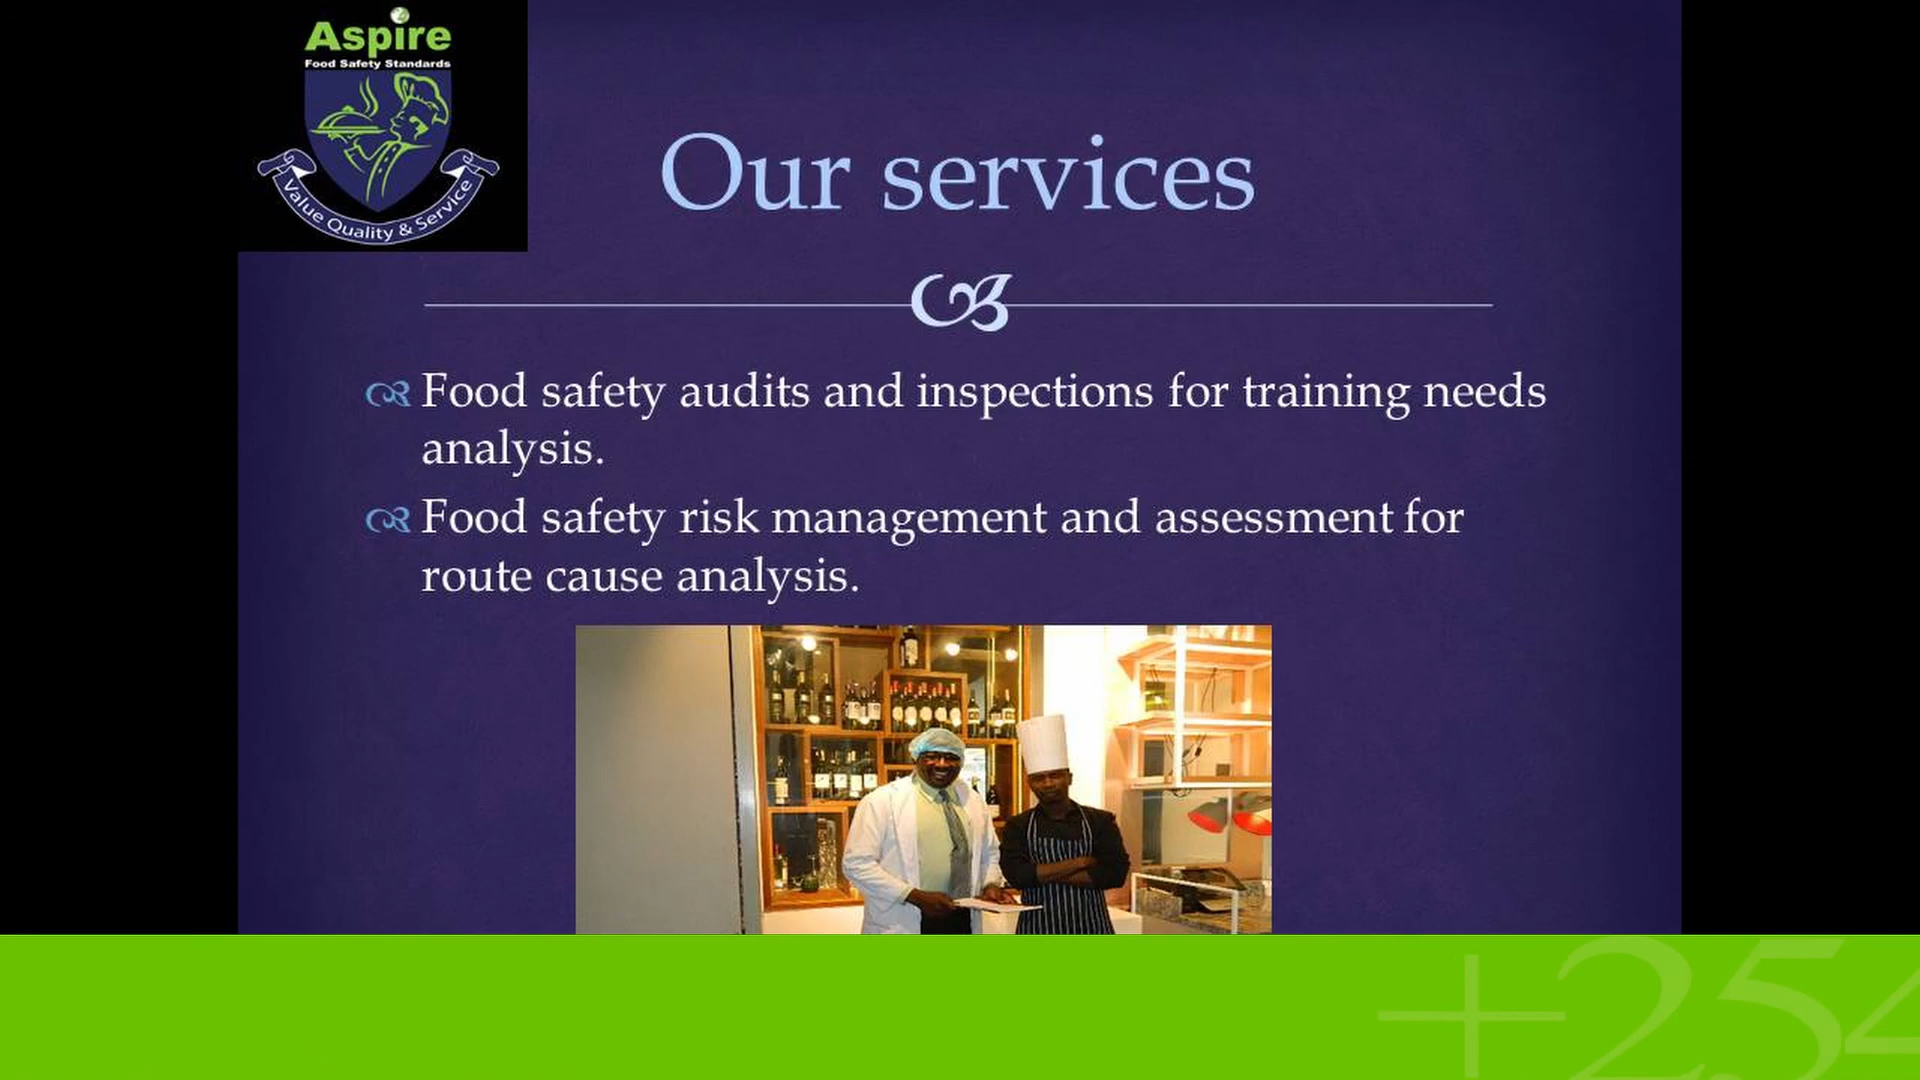 Aspire
Food Safety Standards
Value Quality & Service
Our services
Food safety audits and inspections for training needs
analysis.
Food safety risk management and assessment for
route cause analysis.
+254